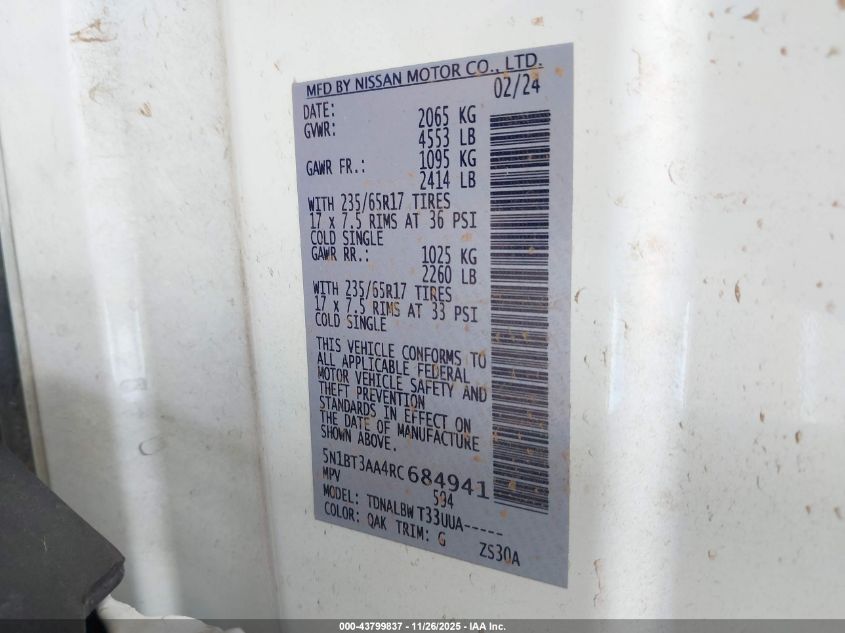 MFD BY NISSAN MOTOR CO., LTD.
DATE: 02/24
GVWR: 2065 KG
4553 LB
GAWR FR.: 1095 KG
2414 LB
WITH 235/65R17 TIRES
17 x 7.5 RIMS AT 36 PSI
COLD SINGLE
GAWR RR.: 1025 KG
2260 LB
WITH 235/65R17 TIRES
17 x 7.5 RIMS AT 33 PSI
COLD SINGLE
THIS VEHICLE CONFORMS TO
ALL APPLICABLE FEDERAL
MOTOR VEHICLE SAFETY AND
THEFT PREVENTION
STANDARDS IN EFFECT ON
THE DATE OF MANUFACTURE
SHOWN ABOVE.
5N1BT3AA4RC684941
MPV 594
MODEL: TDNALBW T33UUA-----
COLOR: QAK TRIM: G ZS30A
000-43799837 - 11/26/2025 - IAA Inc.